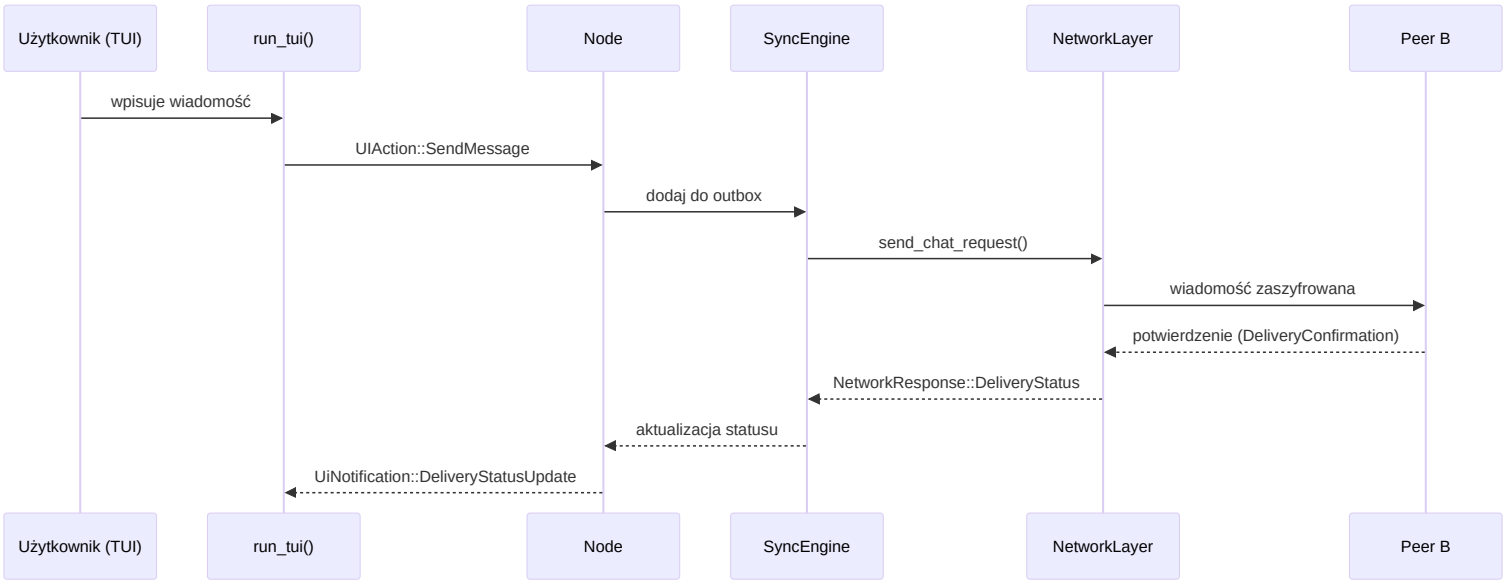 Użytkownik (TUI)
run_tui()
Node
SyncEngine
NetworkLayer
Peer B
wpisuje wiadomość
UIAction::SendMessage
dodaj do outbox
send_chat_request()
wiadomość zaszyfrowana
potwierdzenie (DeliveryConfirmation)
NetworkResponse::DeliveryStatus
aktualizacja statusu
UiNotification::DeliveryStatusUpdate
Użytkownik (TUI)
run_tui()
Node
SyncEngine
NetworkLayer
Peer B